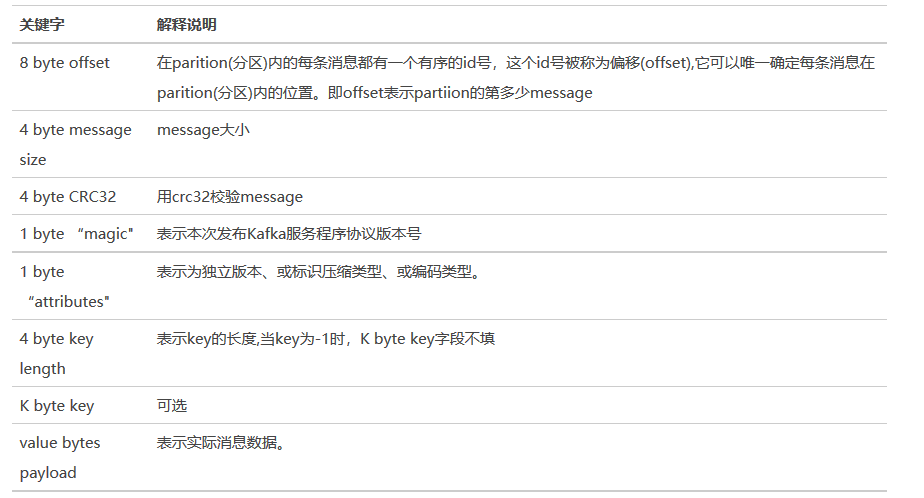 关键字 解释说明
8 byte offset 在parition(分区)内的每条消息都有一个有序的id号，这个id号被称为偏移(offset),它可以唯一确定每条消息在
parition(分区)内的位置。即offset表示partiion的第多少message
4 byte message message大小
size
4 byte CRC32 用crc32校验message
1 byte “magic" 表示本次发布Kafka服务程序协议版本号
1 byte 表示为独立版本、或标识压缩类型、或编码类型。
“attributes"
4 byte key 表示key的长度,当key为-1时，K byte key字段不填
length
K byte key 可选
value bytes 表示实际消息数据。
payload